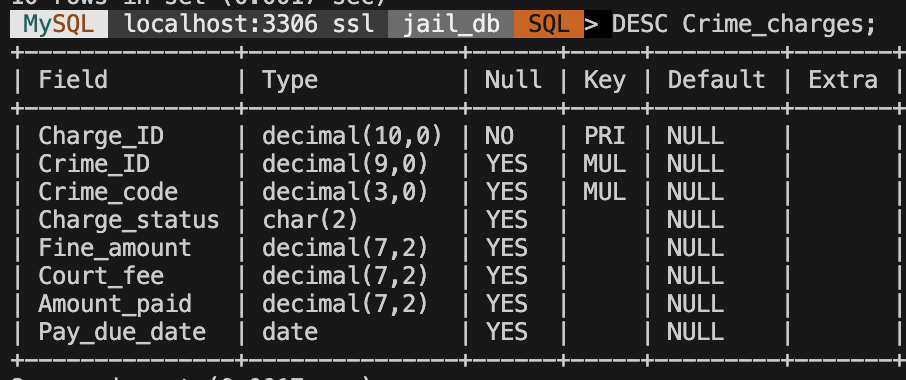 MySQL localhost:3306 ssl jail_db SQL > DESC Crime_charges;
+---------------+---------------+------+-----+---------+-------+
| Field | Type | Null | Key | Default | Extra |
+---------------+---------------+------+-----+---------+-------+
| Charge_ID | decimal(10,0) | NO | PRI | NULL | |
| Crime_ID | decimal(9,0) | YES | MUL | NULL | |
| Crime_code | decimal(3,0) | YES | MUL | NULL | |
| Charge_status | char(2) | YES | | NULL | |
| Fine_amount | decimal(7,2) | YES | | NULL | |
| Court_fee | decimal(7,2) | YES | | NULL | |
| Amount_paid | decimal(7,2) | YES | | NULL | |
| Pay_due_date | date | YES | | NULL | |
+---------------+---------------+------+-----+---------+-------+